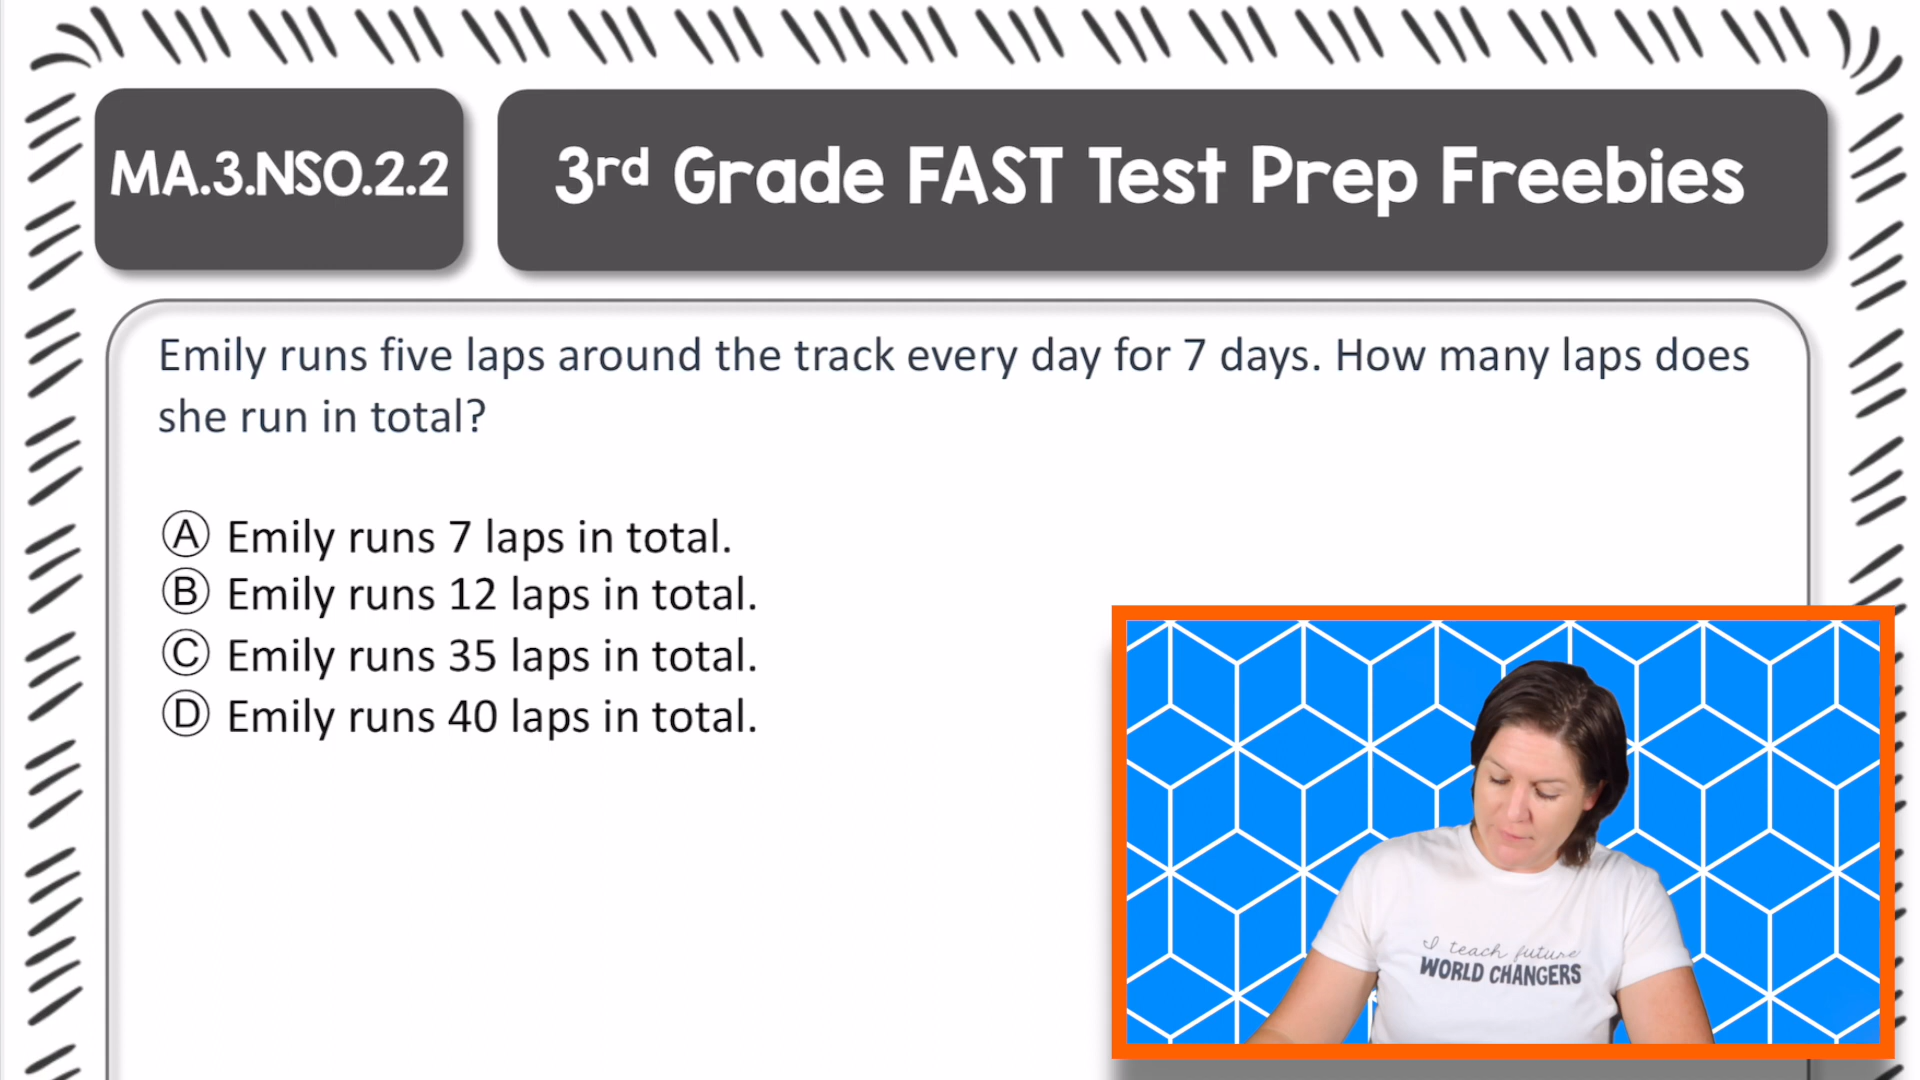 MA.3.NSO.2.2
3rd Grade FAST Test Prep Freebies
Emily runs five laps around the track every day for 7 days. How many laps does
she run in total?
Ⓐ Emily runs 7 laps in total.
Ⓑ Emily runs 12 laps in total.
Ⓒ Emily runs 35 laps in total.
Ⓓ Emily runs 40 laps in total.
I teach future
WORLD CHANGERS